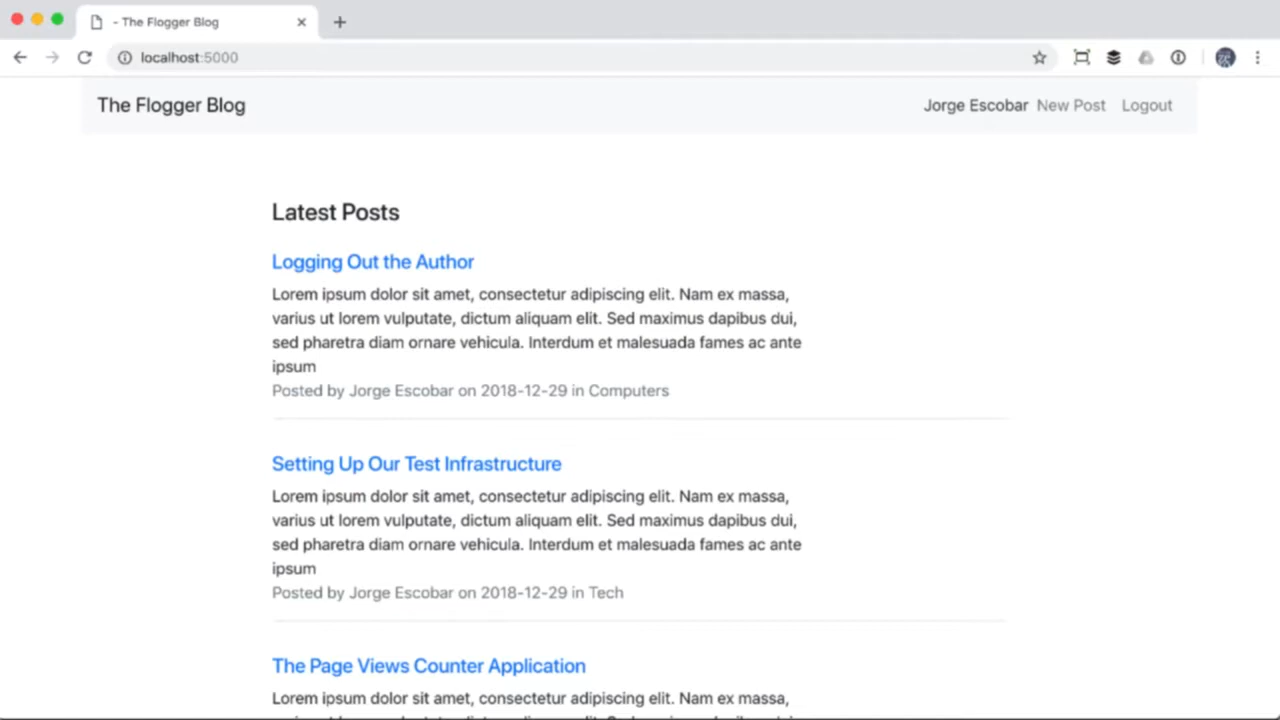 - The Flogger Blog
localhost:5000
The Flogger Blog
Jorge Escobar New Post Logout
Latest Posts
Logging Out the Author
Lorem ipsum dolor sit amet, consectetur adipiscing elit. Nam ex massa,
varius ut lorem vulputate, dictum aliquam elit. Sed maximus dapibus dui,
sed pharetra diam ornare vehicula. Interdum et malesuada fames ac ante
ipsum
Posted by Jorge Escobar on 2018-12-29 in Computers
Setting Up Our Test Infrastructure
Lorem ipsum dolor sit amet, consectetur adipiscing elit. Nam ex massa,
varius ut lorem vulputate, dictum aliquam elit. Sed maximus dapibus dui,
sed pharetra diam ornare vehicula. Interdum et malesuada fames ac ante
ipsum
Posted by Jorge Escobar on 2018-12-29 in Tech
The Page Views Counter Application
Lorem ipsum dolor sit amet, consectetur adipiscing elit. Nam ex massa,